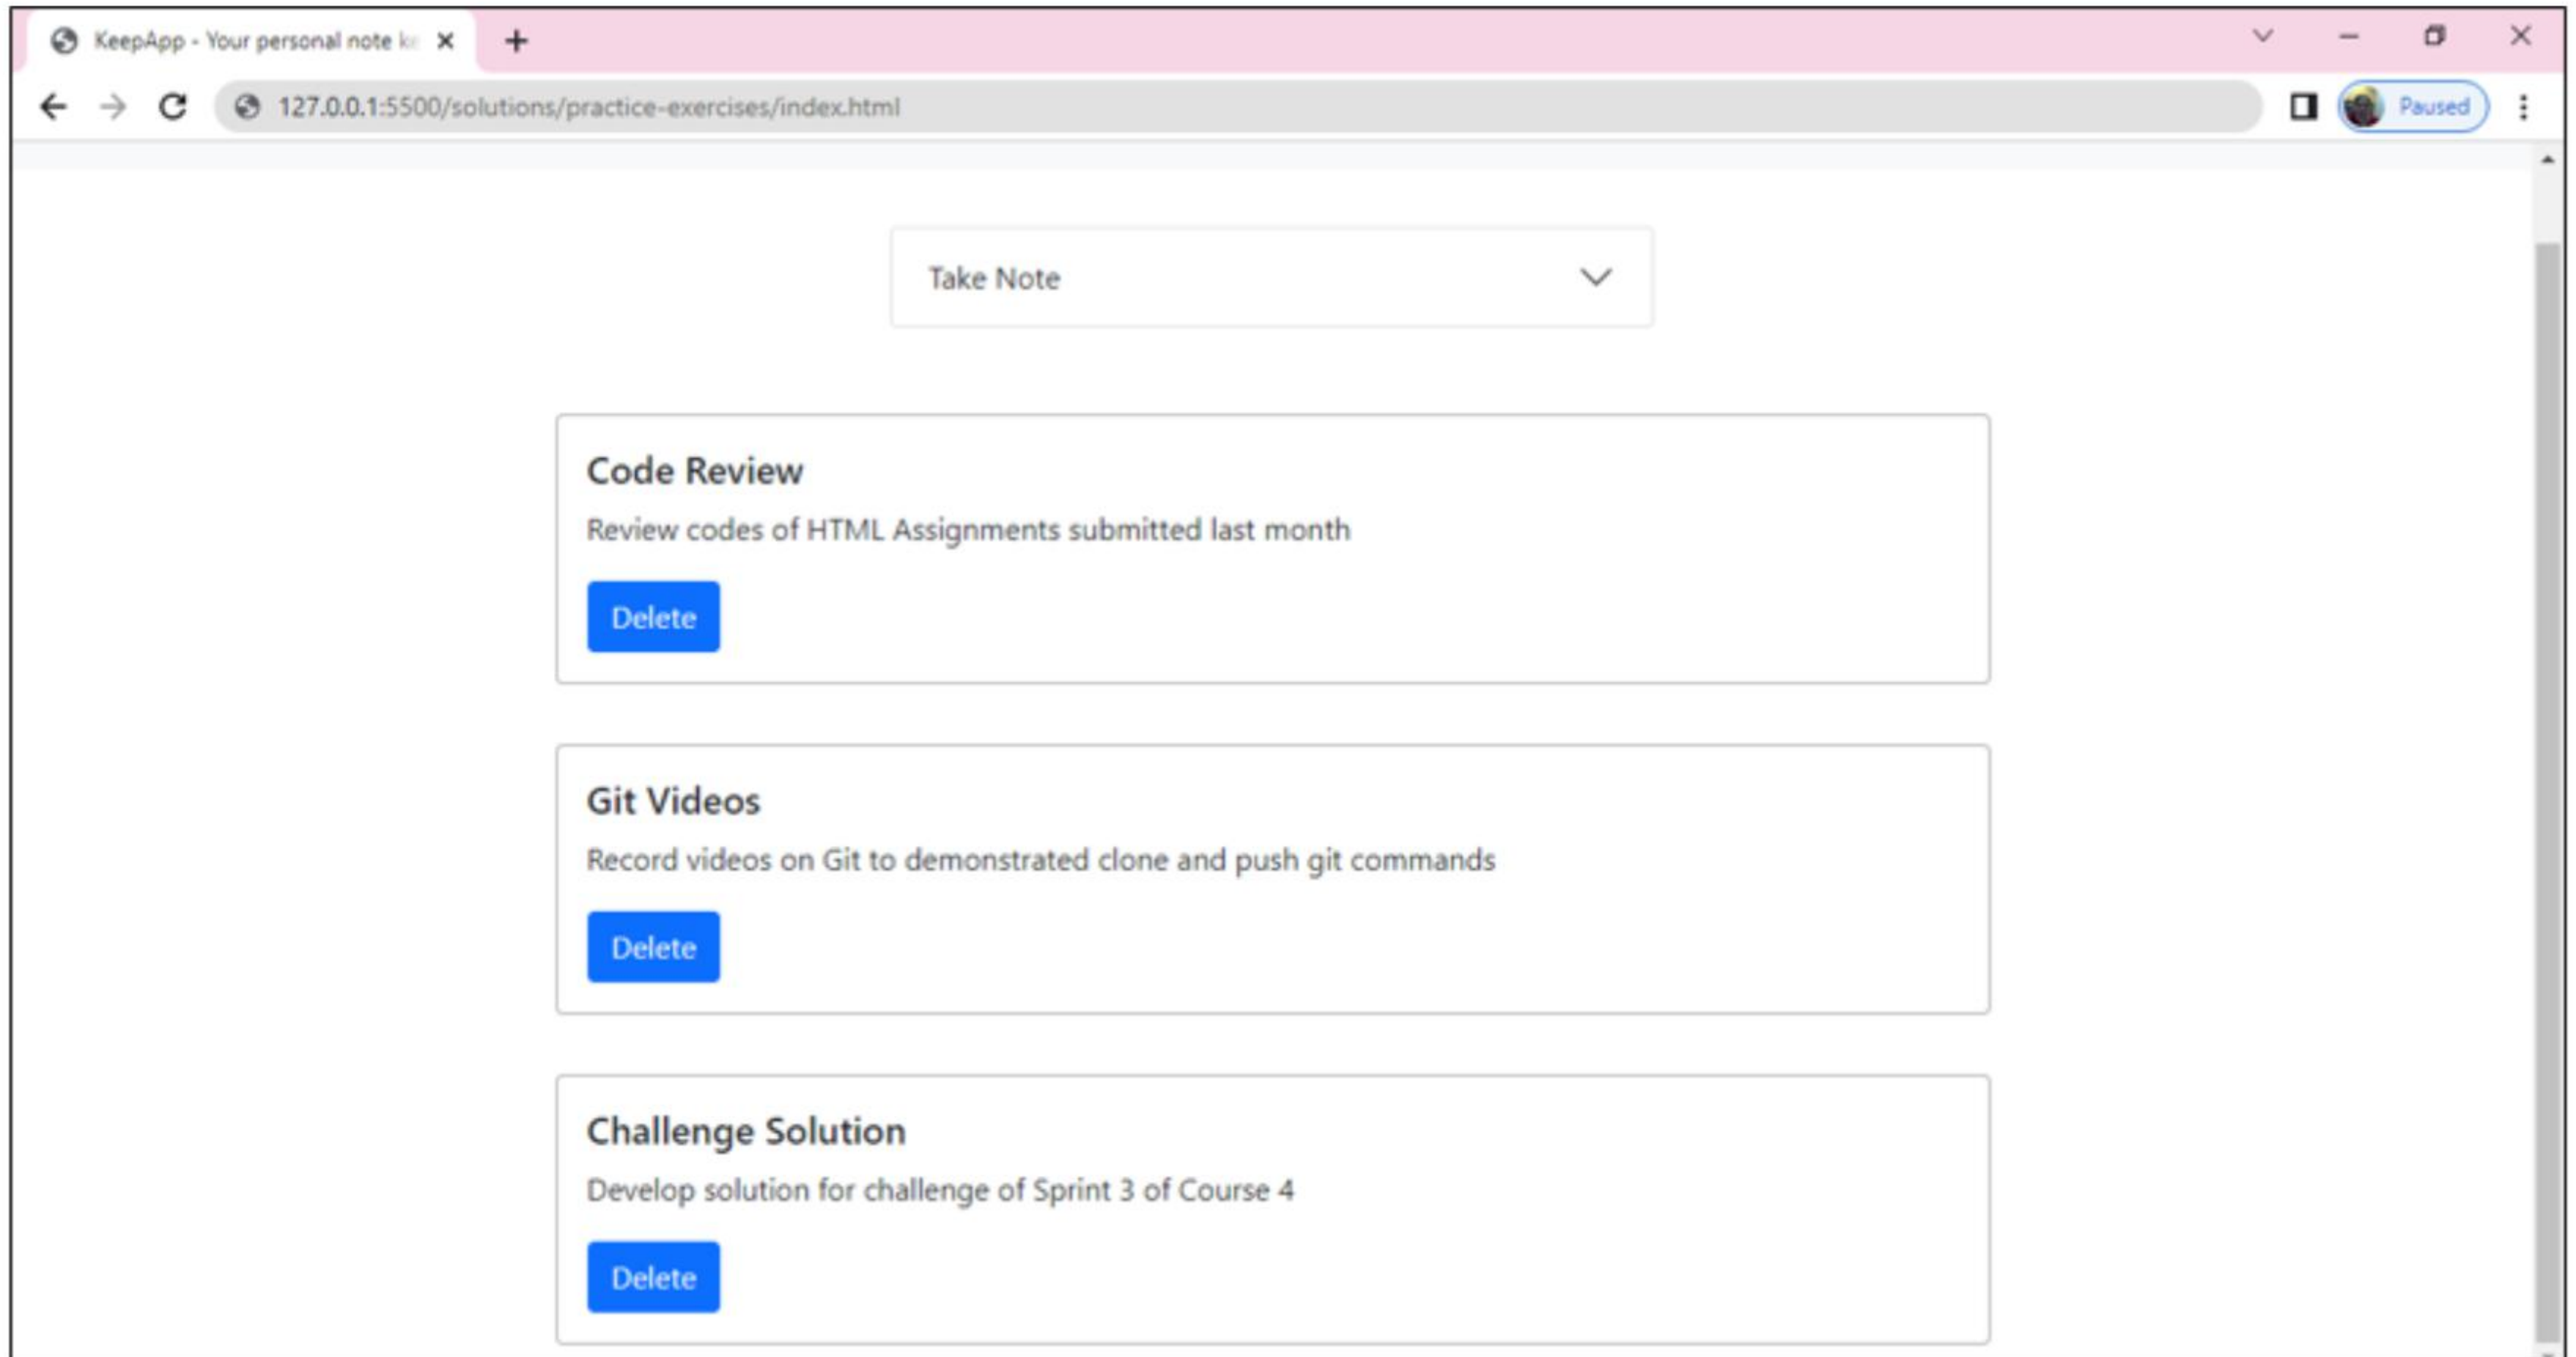 KeepApp - Your personal note ke
127.0.0.1:5500/solutions/practice-exercises/index.html
Paused
Take Note
Code Review
Review codes of HTML Assignments submitted last month
Delete
Git Videos
Record videos on Git to demonstrated clone and push git commands
Delete
Challenge Solution
Develop solution for challenge of Sprint 3 of Course 4
Delete